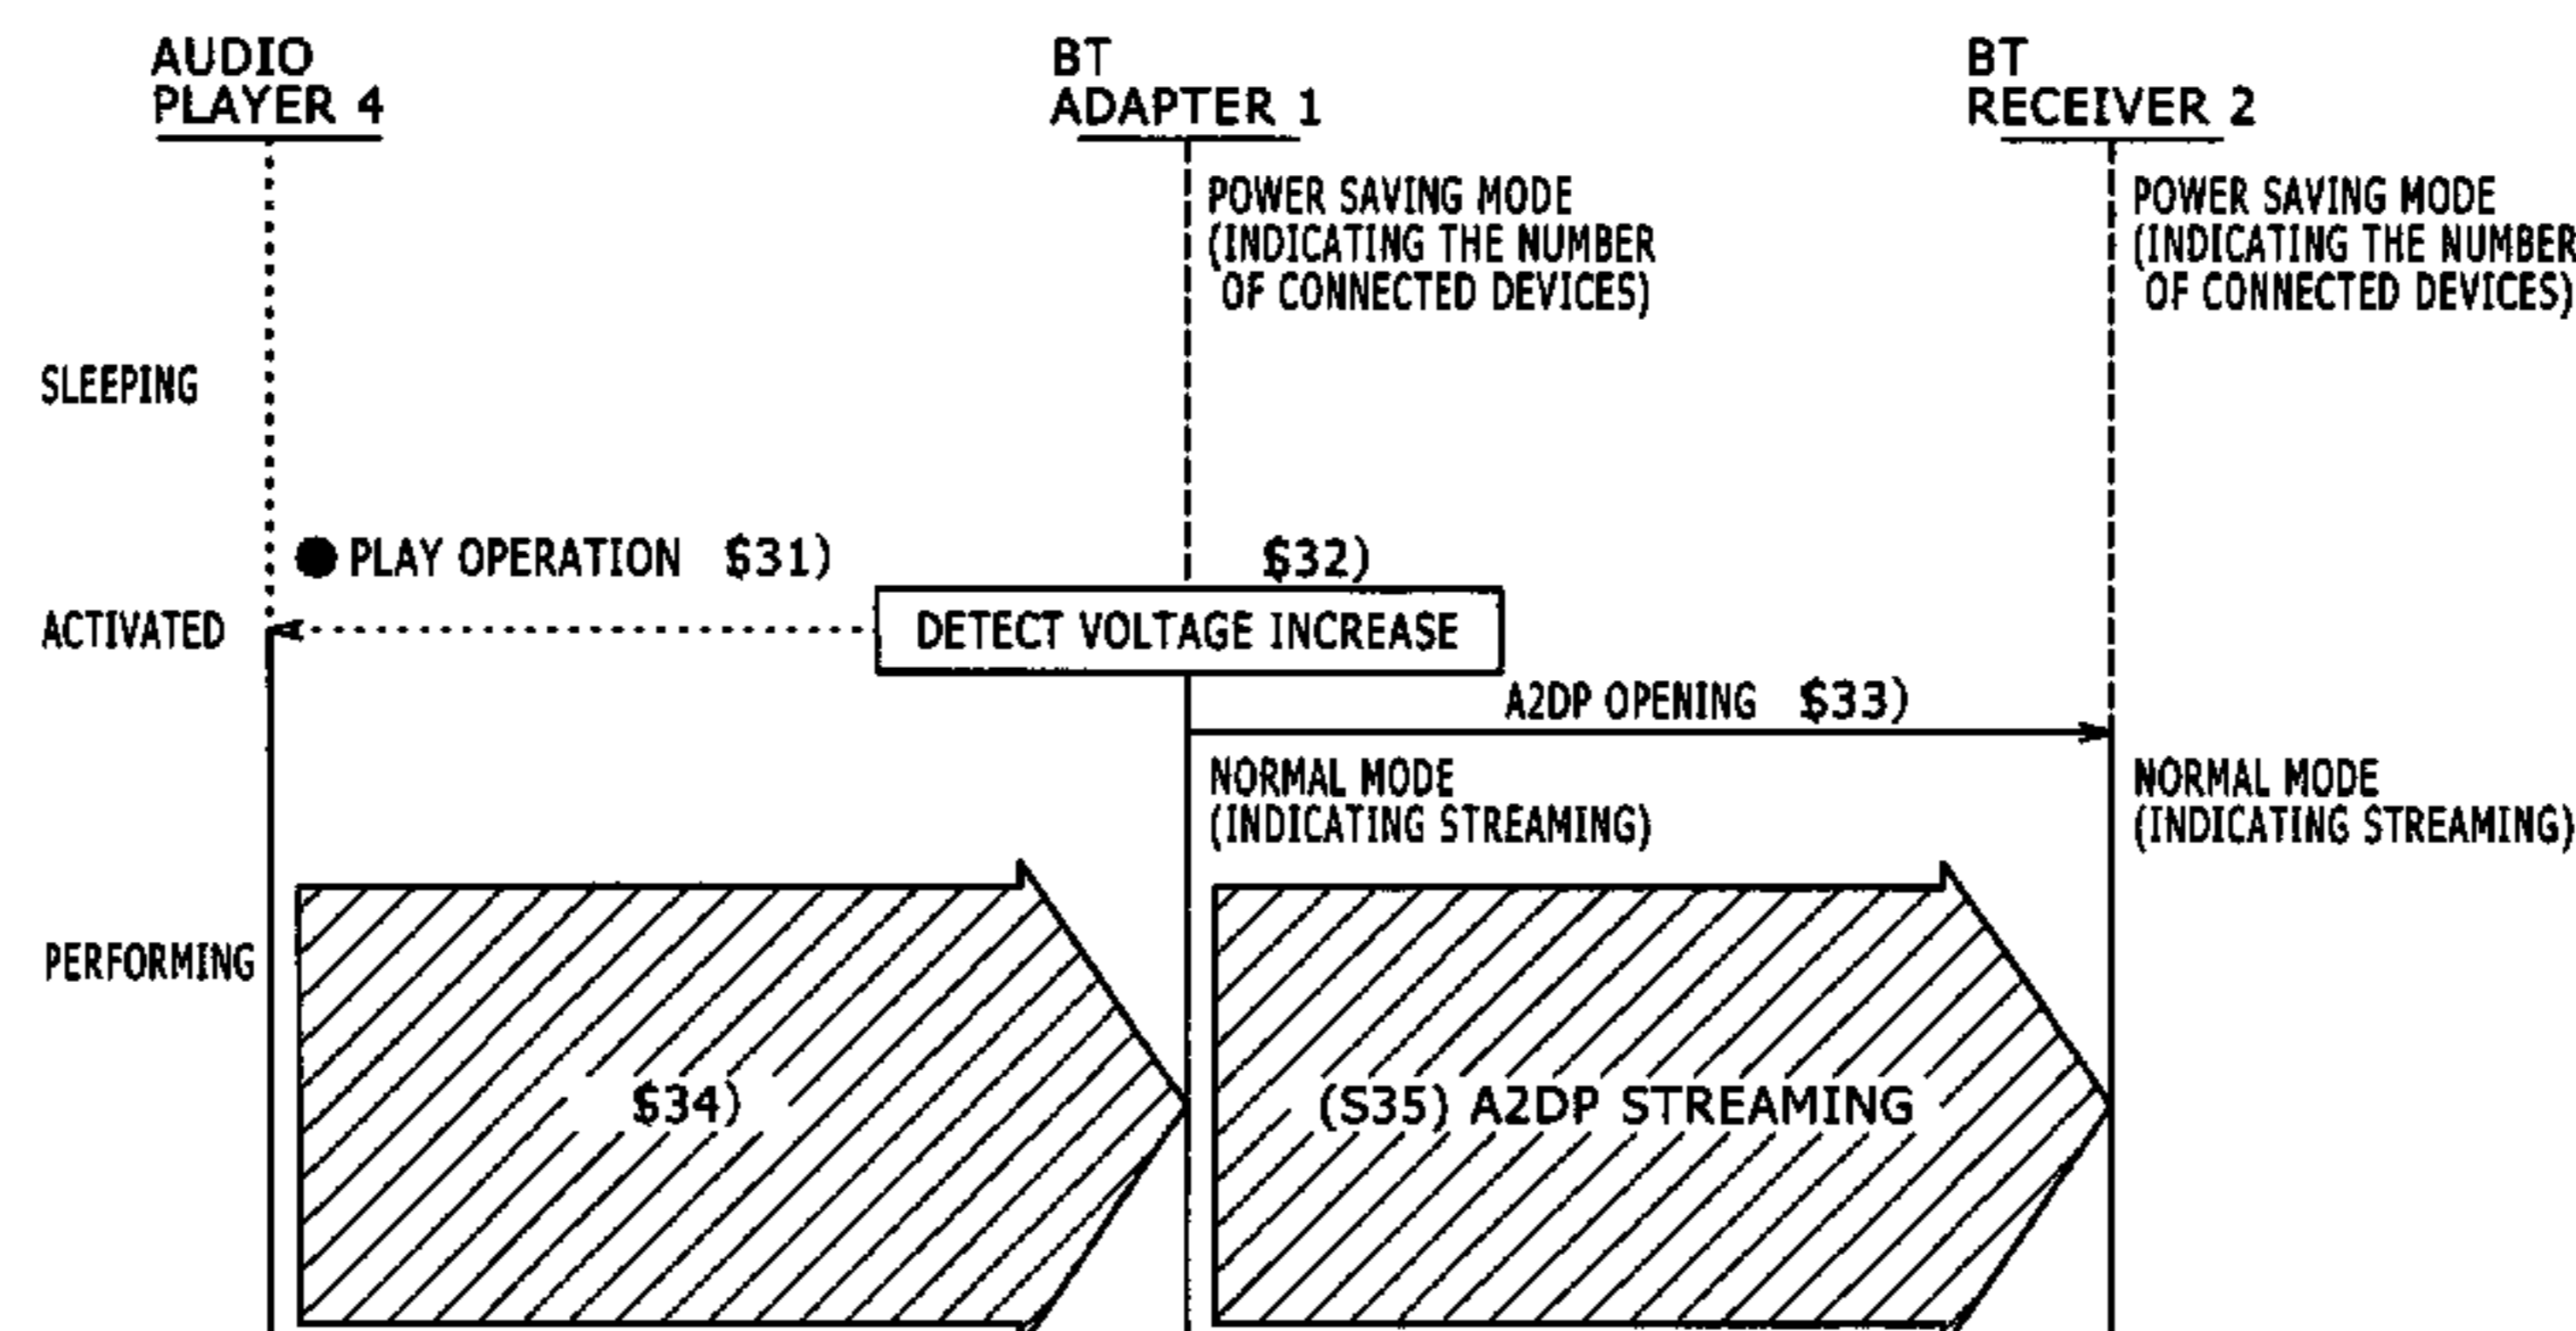 AUDIO
PLAYER 4
BT
ADAPTER 1
BT
RECEIVER 2
POWER SAVING MODE
(INDICATING THE NUMBER
OF CONNECTED DEVICES)
POWER SAVING MODE
(INDICATING THE NUMBER
OF CONNECTED DEVICES)
SLEEPING
PLAY OPERATION $31)
$32)
ACTIVATED
DETECT VOLTAGE INCREASE
A2DP OPENING $33)
NORMAL MODE
(INDICATING STREAMING)
NORMAL MODE
(INDICATING STREAMING)
PERFORMING
$34)
(S35) A2DP STREAMING